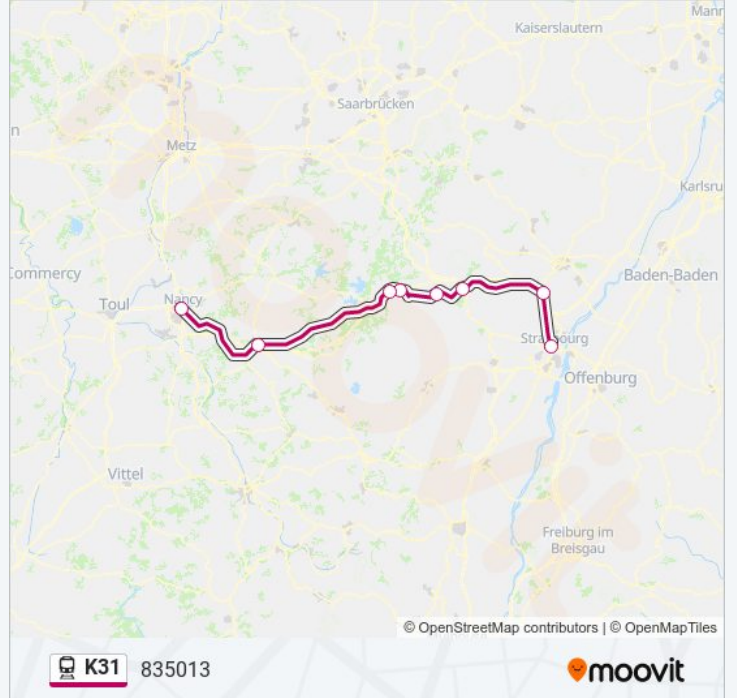 Mann
Kaiserslautern
Saarbrücken
n
Metz
Karlsru
Commercy
Baden-Baden
Toul
Nancy
Strasbourg
Offenburg
Vittel
Freiburg im
Breisgau
© OpenStreetMap contributors | © OpenMapTiles
K31 835013 moovit